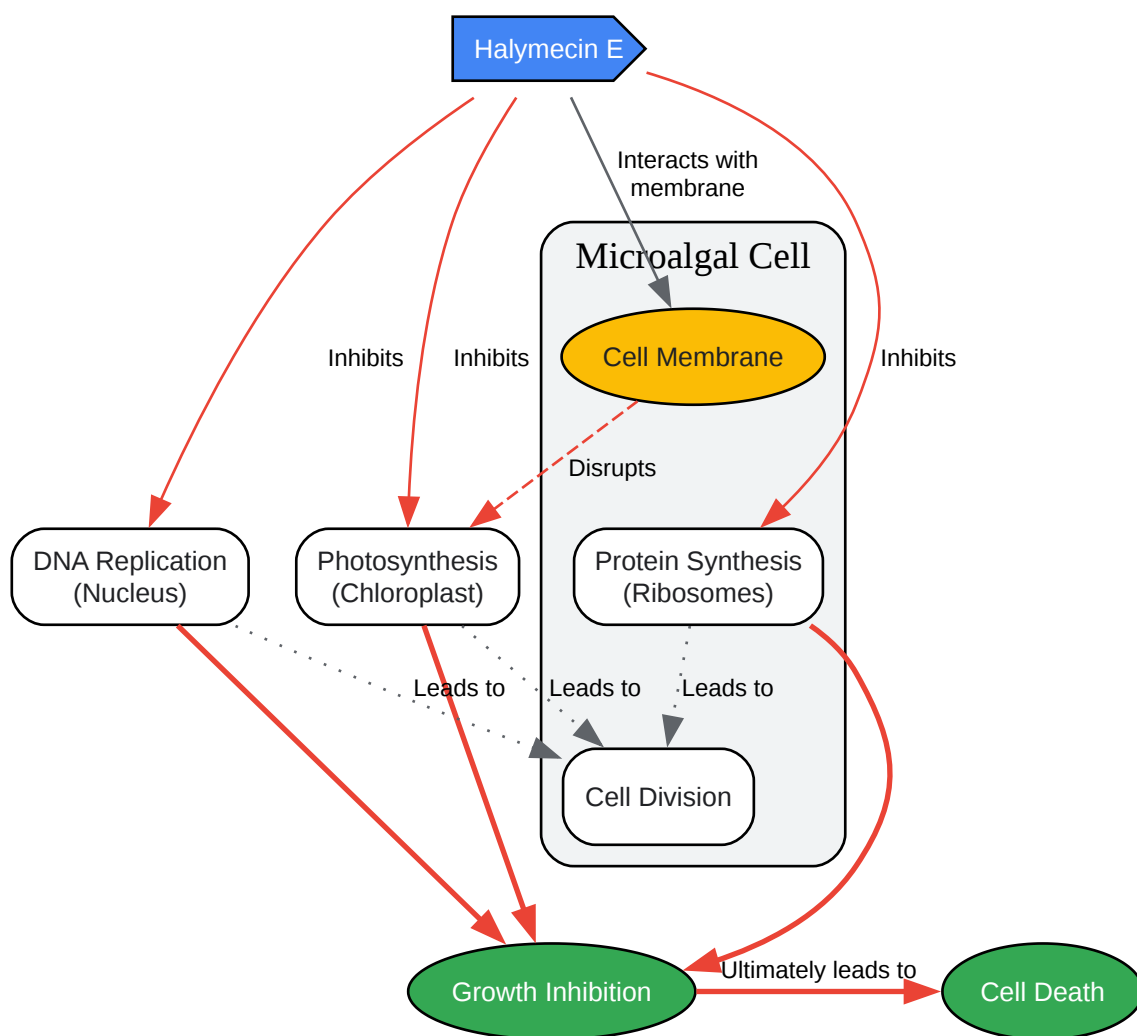 Halymecin E
Interacts with
membrane
Microalgal Cell
Inhibits
Inhibits
Cell Membrane
Inhibits
Disrupts
DNA Replication
(Nucleus)
Photosynthesis
(Chloroplast)
Protein Synthesis
(Ribosomes)
Leads to
Leads to
Leads to
Cell Division
Growth Inhibition
Ultimately leads to
Cell Death